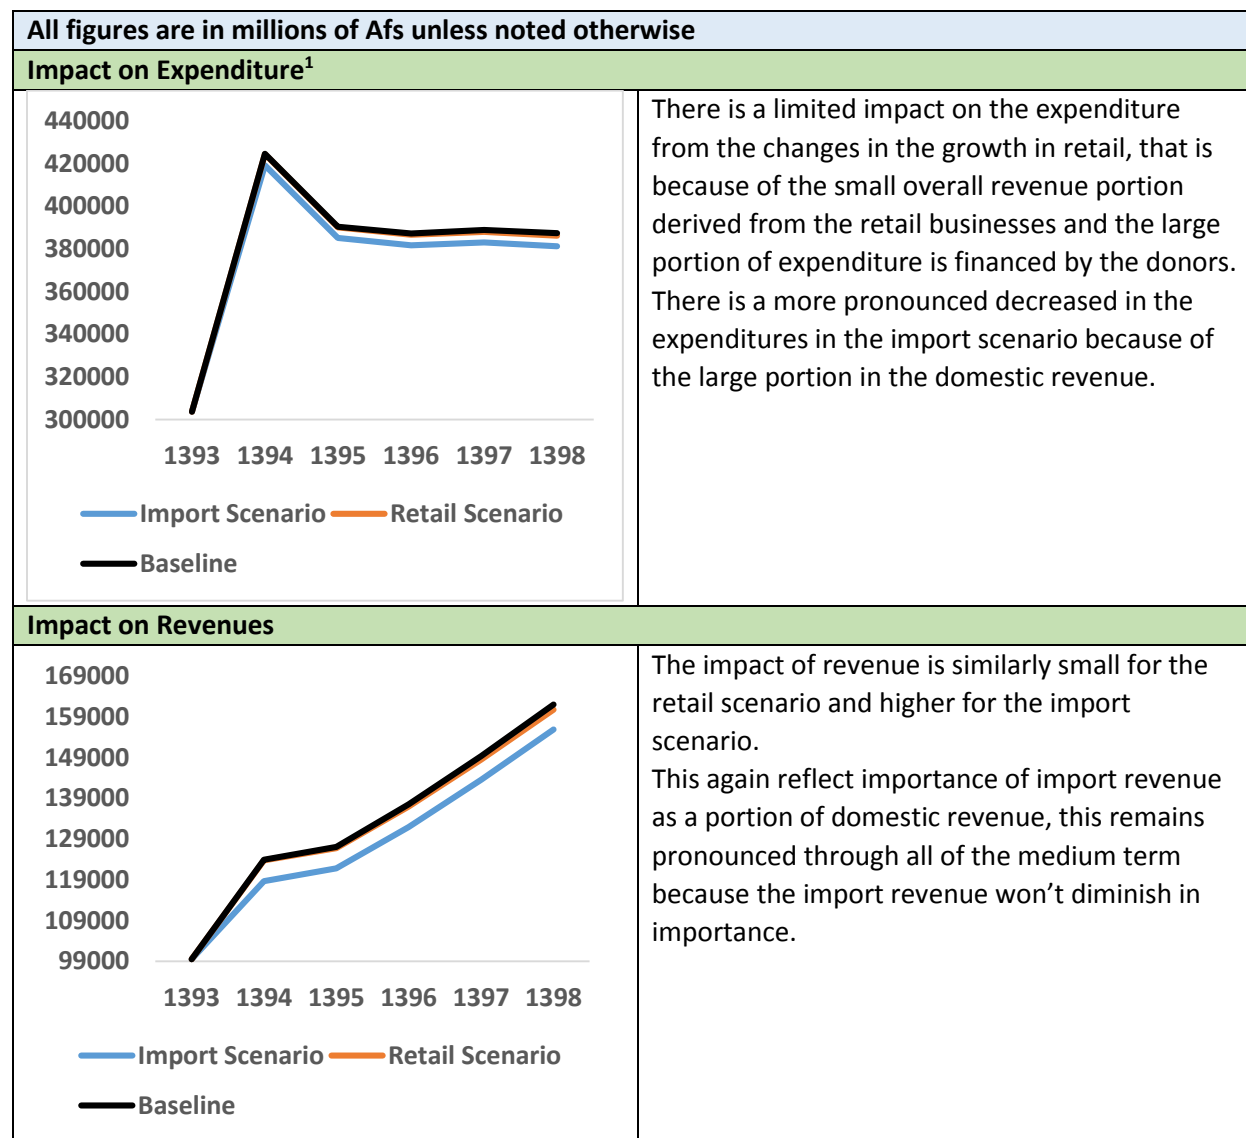 All figures are in millions of Afs unless noted otherwise
Impact on Expenditure1
440000
420000
400000
380000
360000
340000
320000
300000
1393 1394 1395 1396 1397 1398
Import Scenario Retail Scenario
Baseline
There is a limited impact on the expenditure
from the changes in the growth in retail, that is
because of the small overall revenue portion
derived from the retail businesses and the large
portion of expenditure is financed by the donors.
There is a more pronounced decreased in the
expenditures in the import scenario because of
the large portion in the domestic revenue.
Impact on Revenues
169000
159000
149000
139000
129000
119000
109000
99000
1393 1394 1395 1396 1397 1398
Import Scenario Retail Scenario
Baseline
The impact of revenue is similarly small for the
retail scenario and higher for the import
scenario.
This again reflect importance of import revenue
as a portion of domestic revenue, this remains
pronounced through all of the medium term
because the import revenue won’t diminish in
importance.